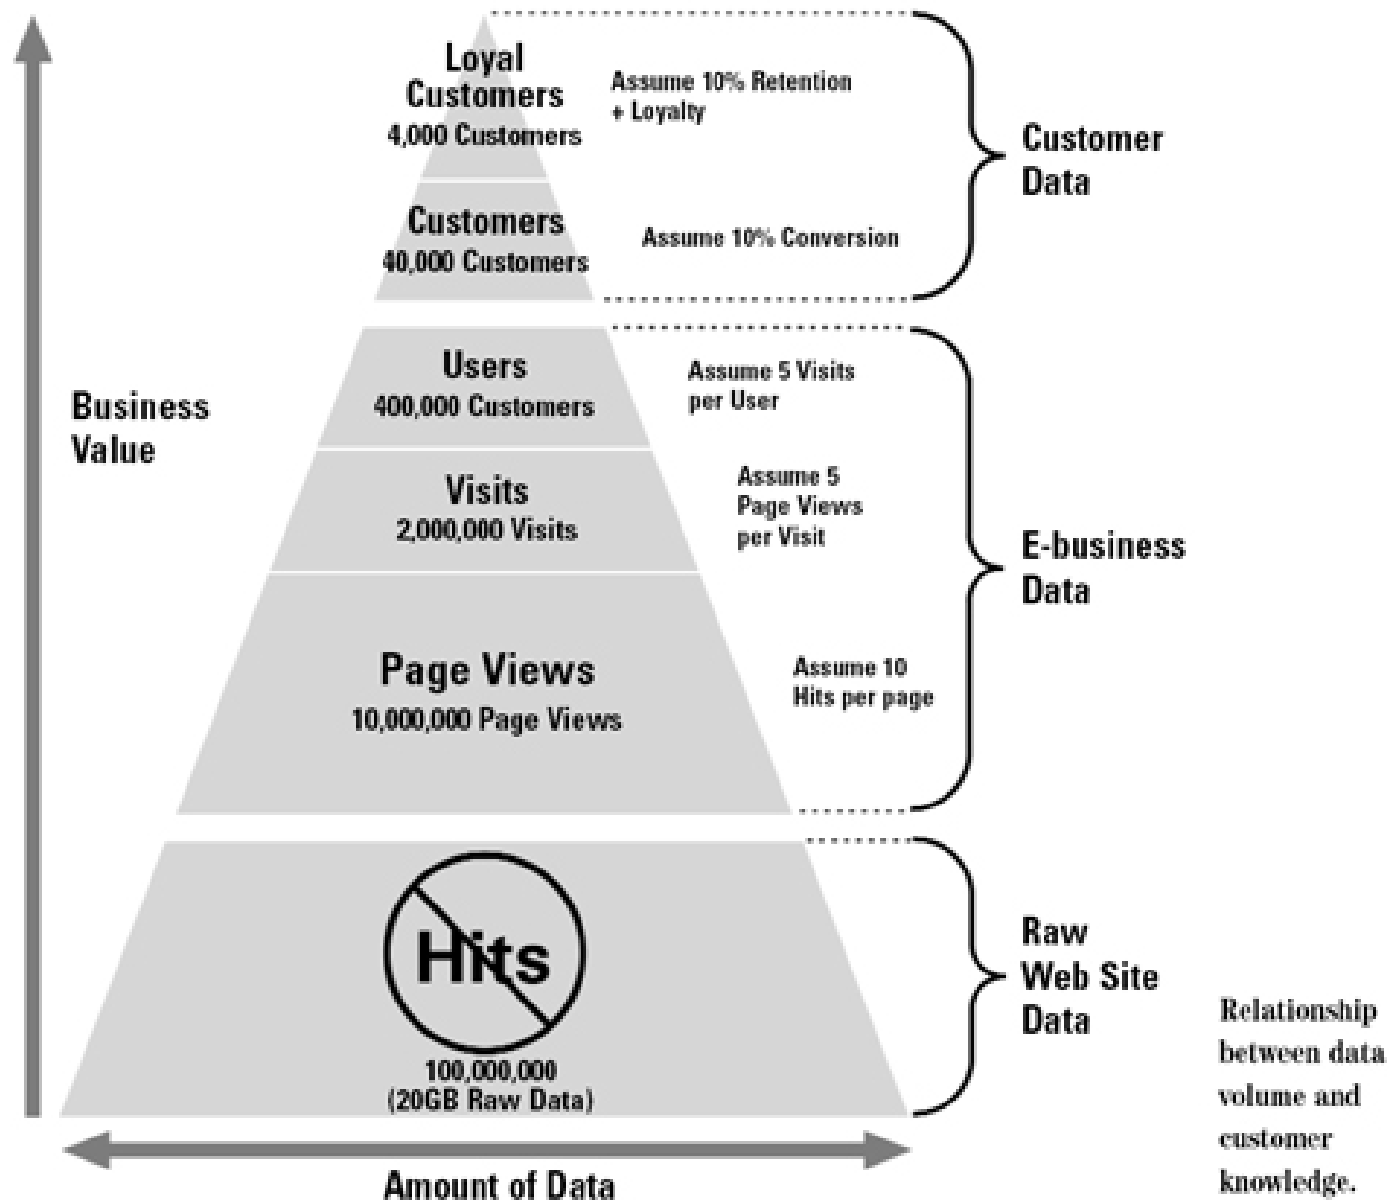 Loyal
Customers
4,000 Customers
Assume 10% Retention
+ Loyalty
Customer
Data
Customers
40,000 Customers
Assume 10% Conversion
Users
400,000 Customers
Assume 5 Visits
per User
Business
Value
Visits
2,000,000 Visits
Assume 5
Page Views
per Visit
E-business
Data
Page Views
10,000,000 Page Views
Assume 10
Hits per page
Hits
100,000,000
(20GB Raw Data)
Raw
Web Site
Data
Relationship
between data
volume and
customer
knowledge.
Amount of Data